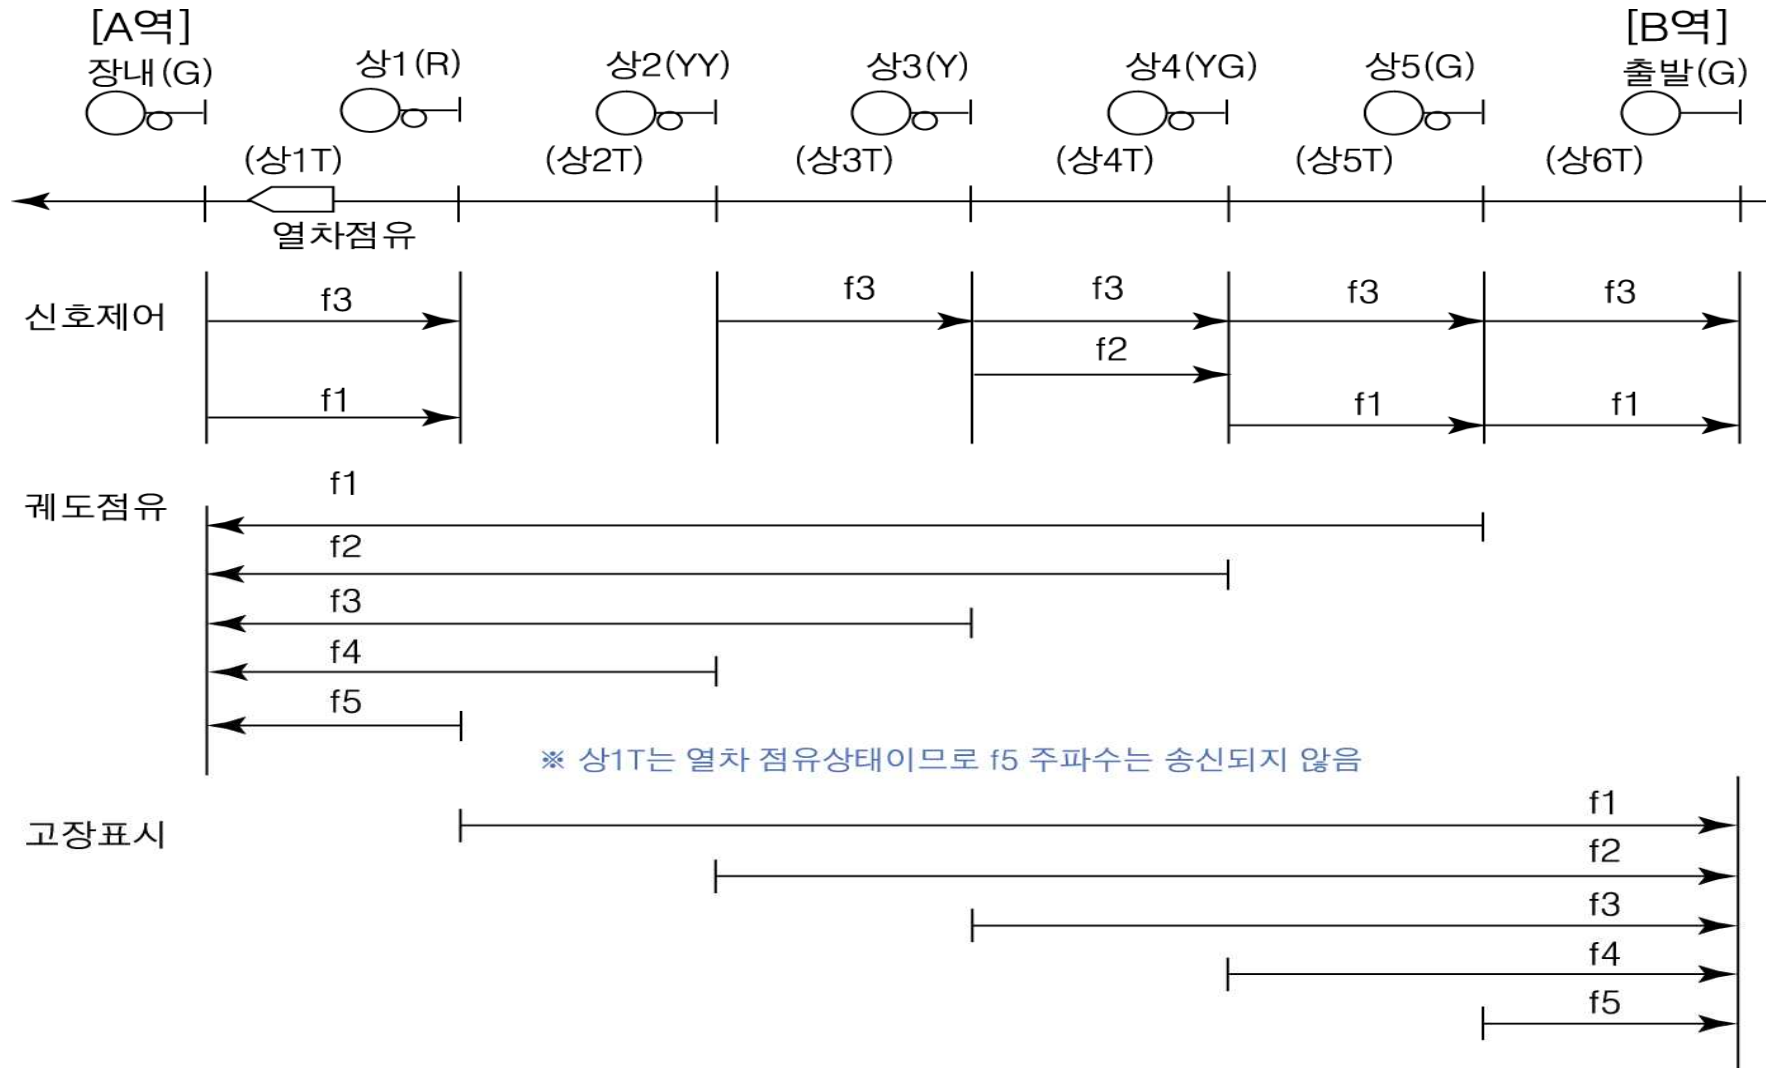 [A역] [B역]
장내(G) 상1(R) 상2(YY) 상3(Y) 상4(YG) 상5(G) 출발(G)
(상1T) (상2T) (상3T) (상4T) (상5T) (상6T)
열차점유
신호제어 f3 f3 f3 f3 f3
f2
f1 f1 f1
궤도점유 f1
f2
f3
f4
f5
※ 상1T는 열차 점유상태이므로 f5 주파수는 송신되지 않음
고장표시 f1
f2
f3
f4
f5